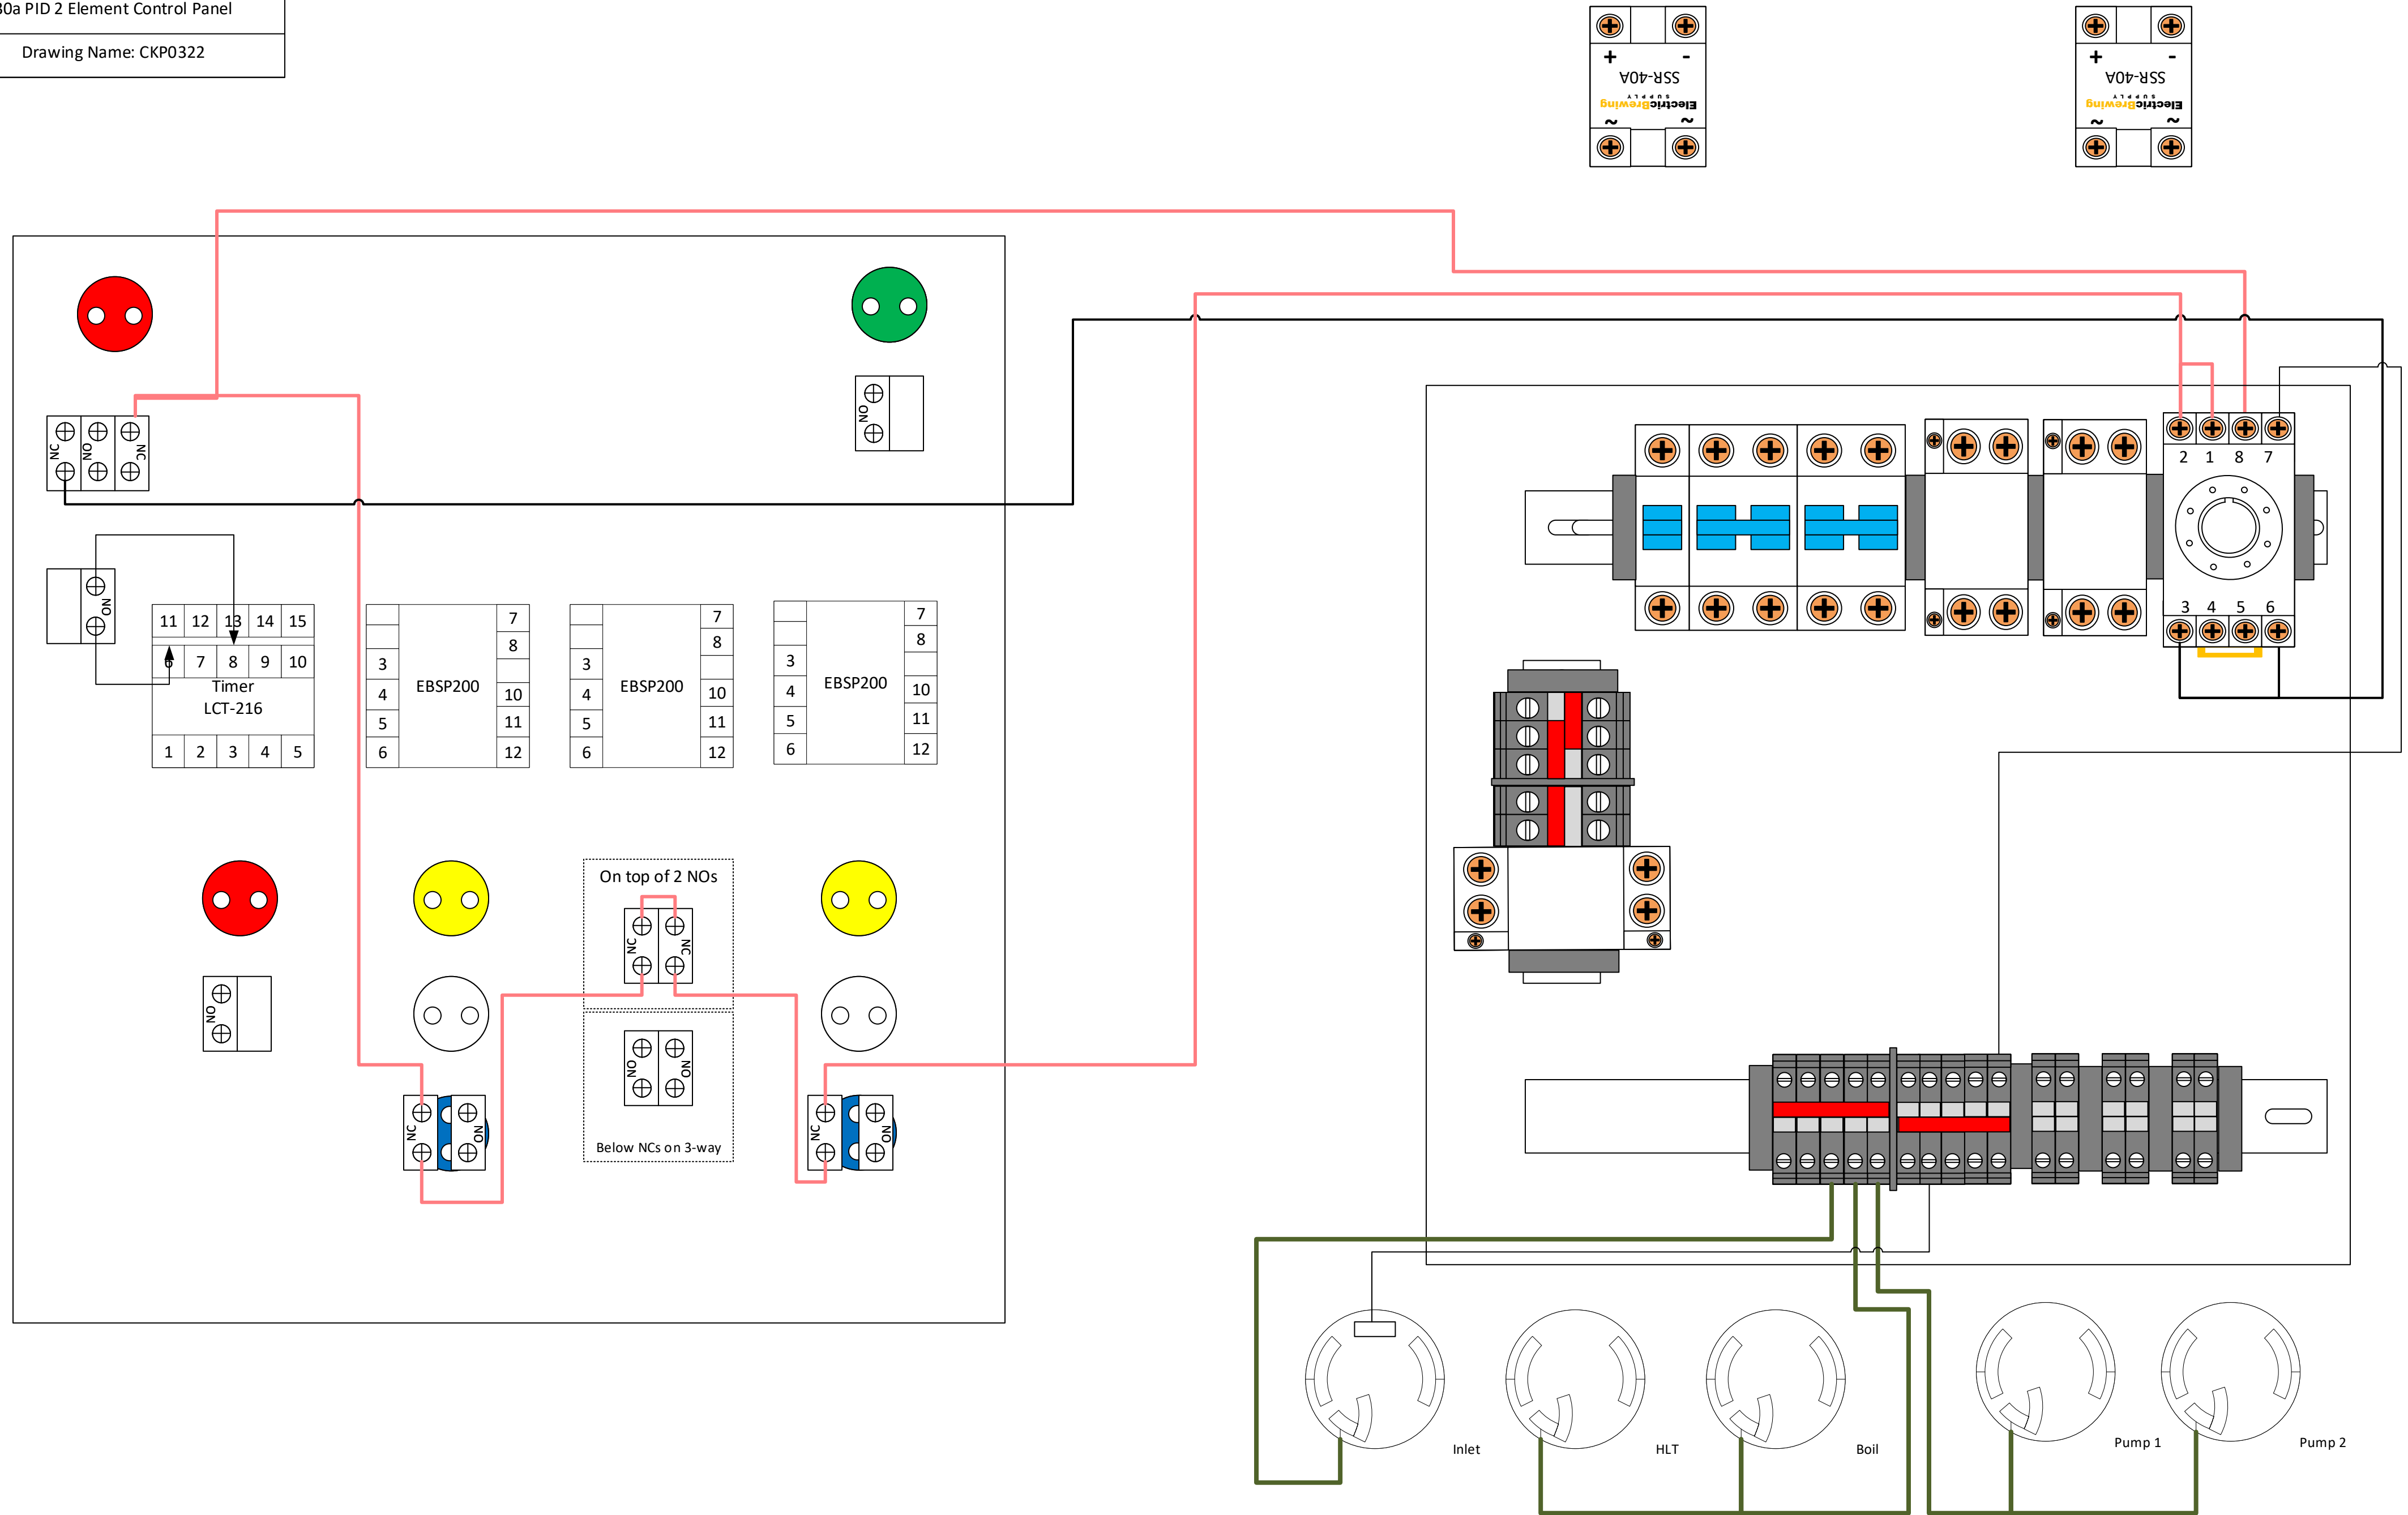 30a PID 2 Element Control Panel
Drawing Name: CKP0322
+ -
SSR-40A
SUPPLY
ElectricBrewing
~ ~
+ -
SSR-40A
SUPPLY
ElectricBrewing
~ ~
NO
NC NO NC
2 1 8 7
3 4 5 6
NO
11 12 13 14 15
6 7 8 9 10
Timer
LCT-216
1 2 3 4 5
7
8
3
4 EBSP200 10
5 11
6 12
7
8
3
4 EBSP200 10
5 11
6 12
7
8
3
4 EBSP200 10
5 11
6 12
On top of 2 NOs
NC NC
NO
NO NO
Below NCs on 3-way
NC NO
NC NO
Inlet
HLT
Boil
Pump 1
Pump 2